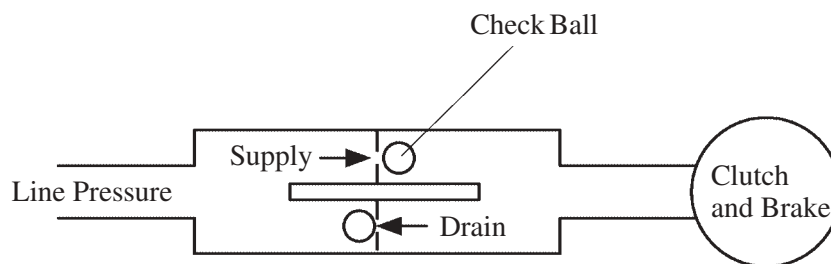 Check Ball
Supply
Line Pressure
Drain
Clutch
and Brake